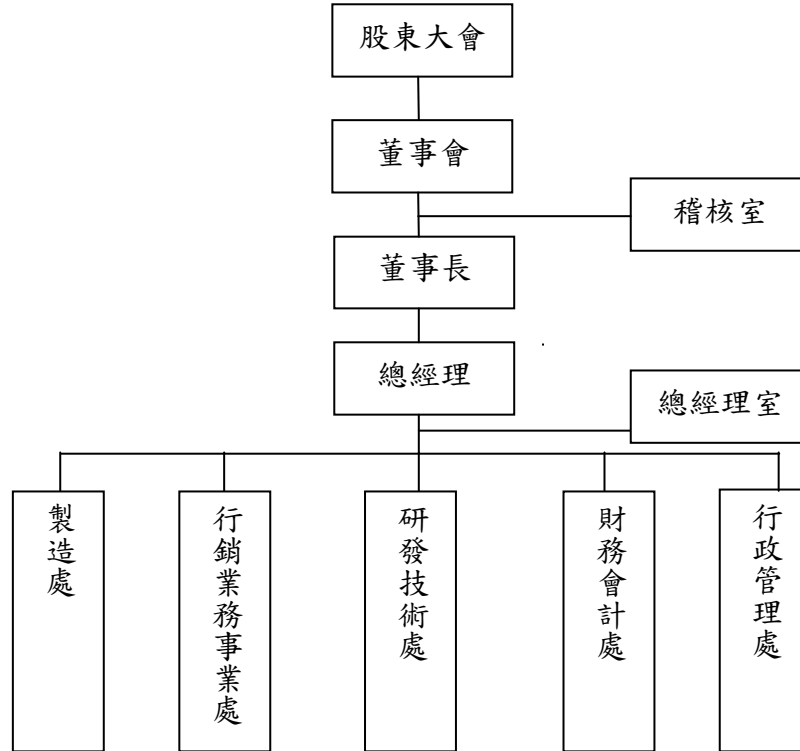 股東大會
董事會
稽核室
董事長
總經理
總經理室
製造處
行銷業務事業處
研發技術處
財務會計處
行政管理處